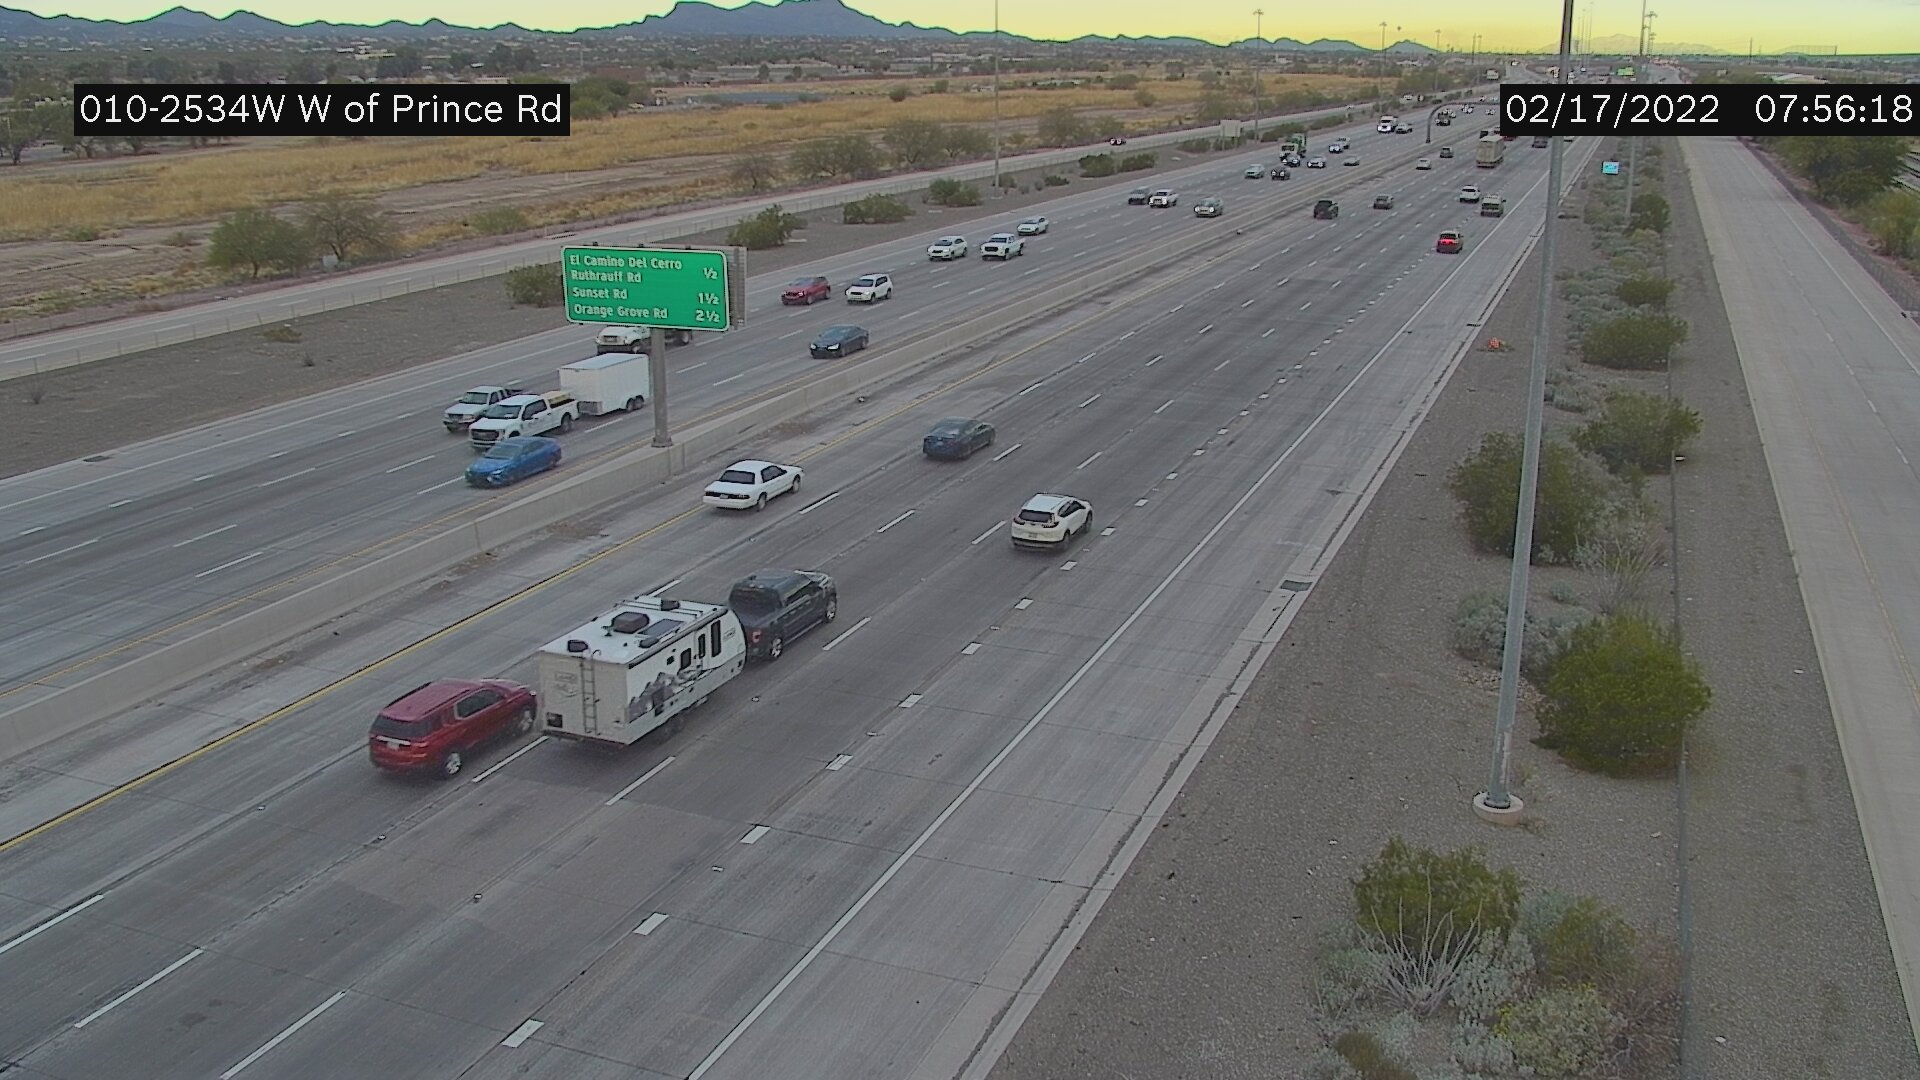 010-2534W W of Prince Rd
02/17/2022 07:56:18
El Camino Del Cerro
Ruthrauff Rd ½
Sunset Rd 1½
Orange Grove Rd 2½